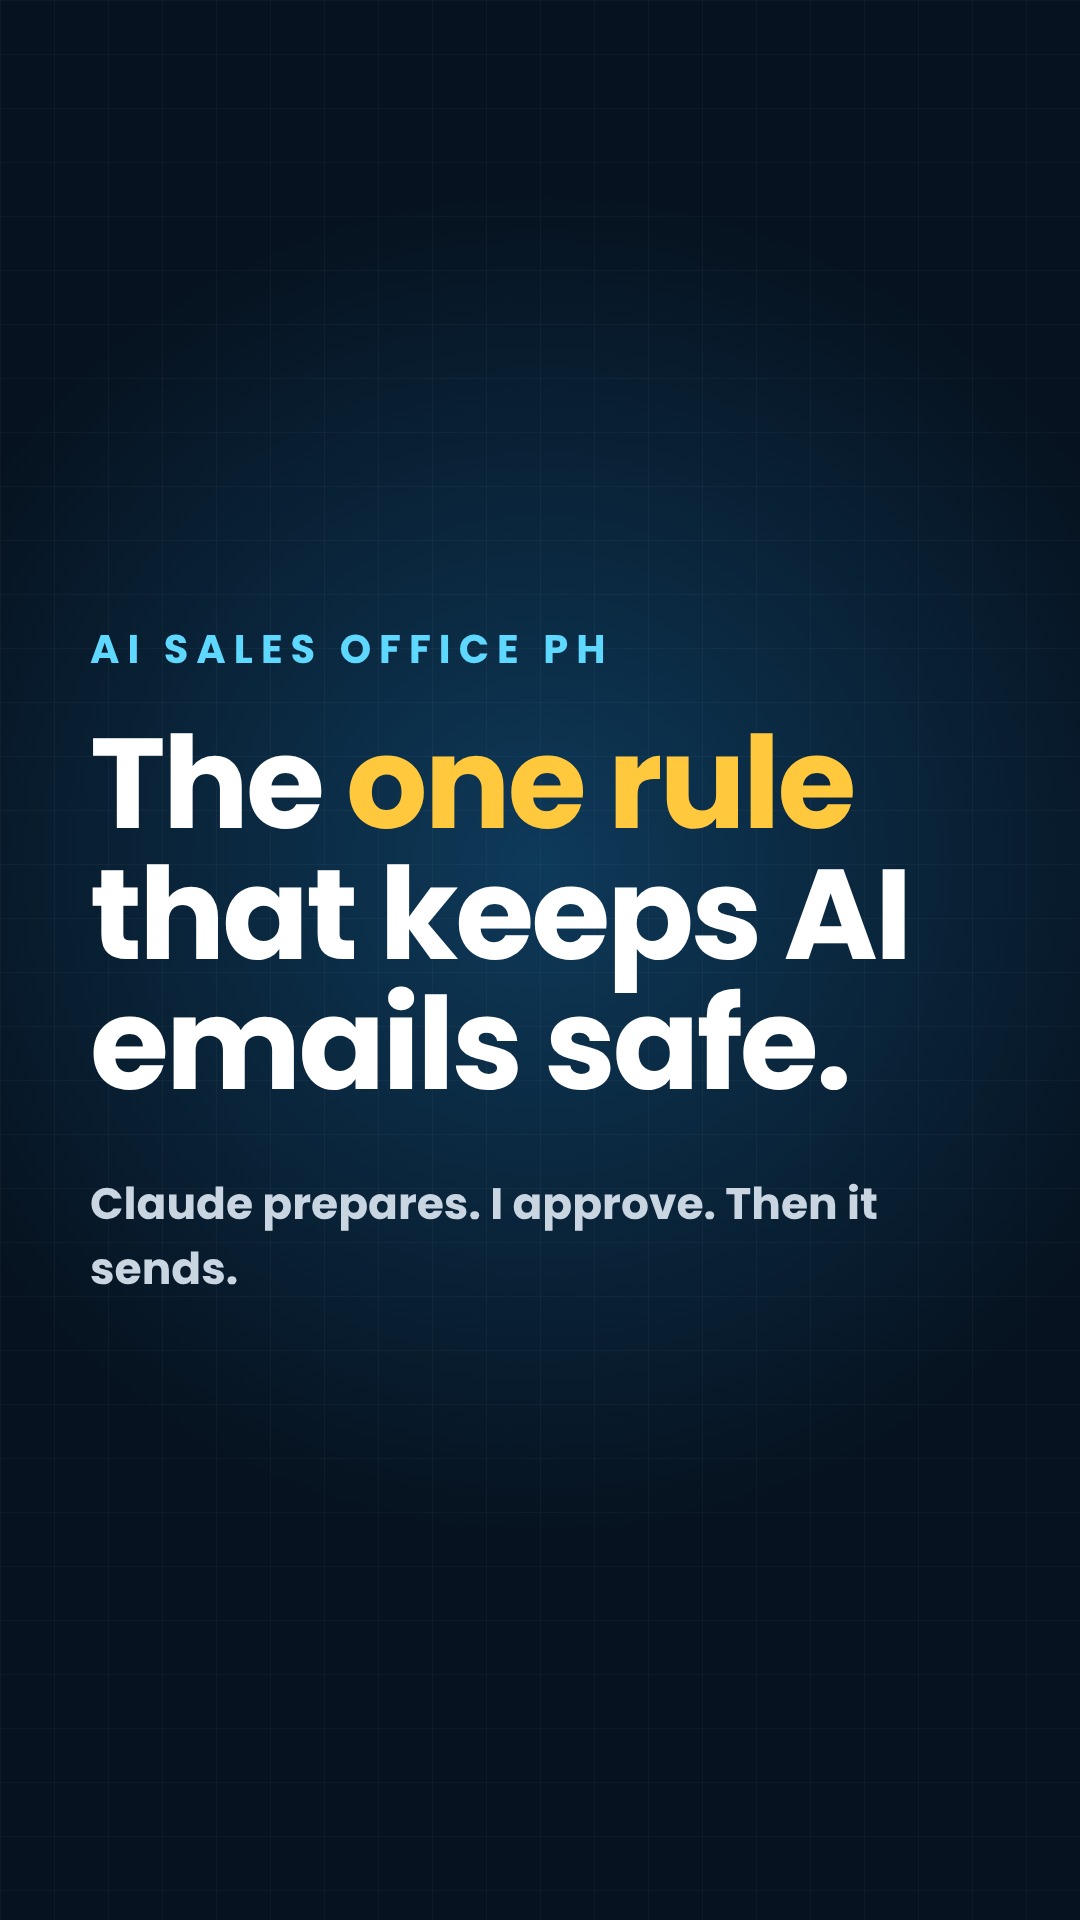 AI SALES OFFICE PH
The one rule
that keeps AI
emails safe.
Claude prepares. I approve. Then it
sends.